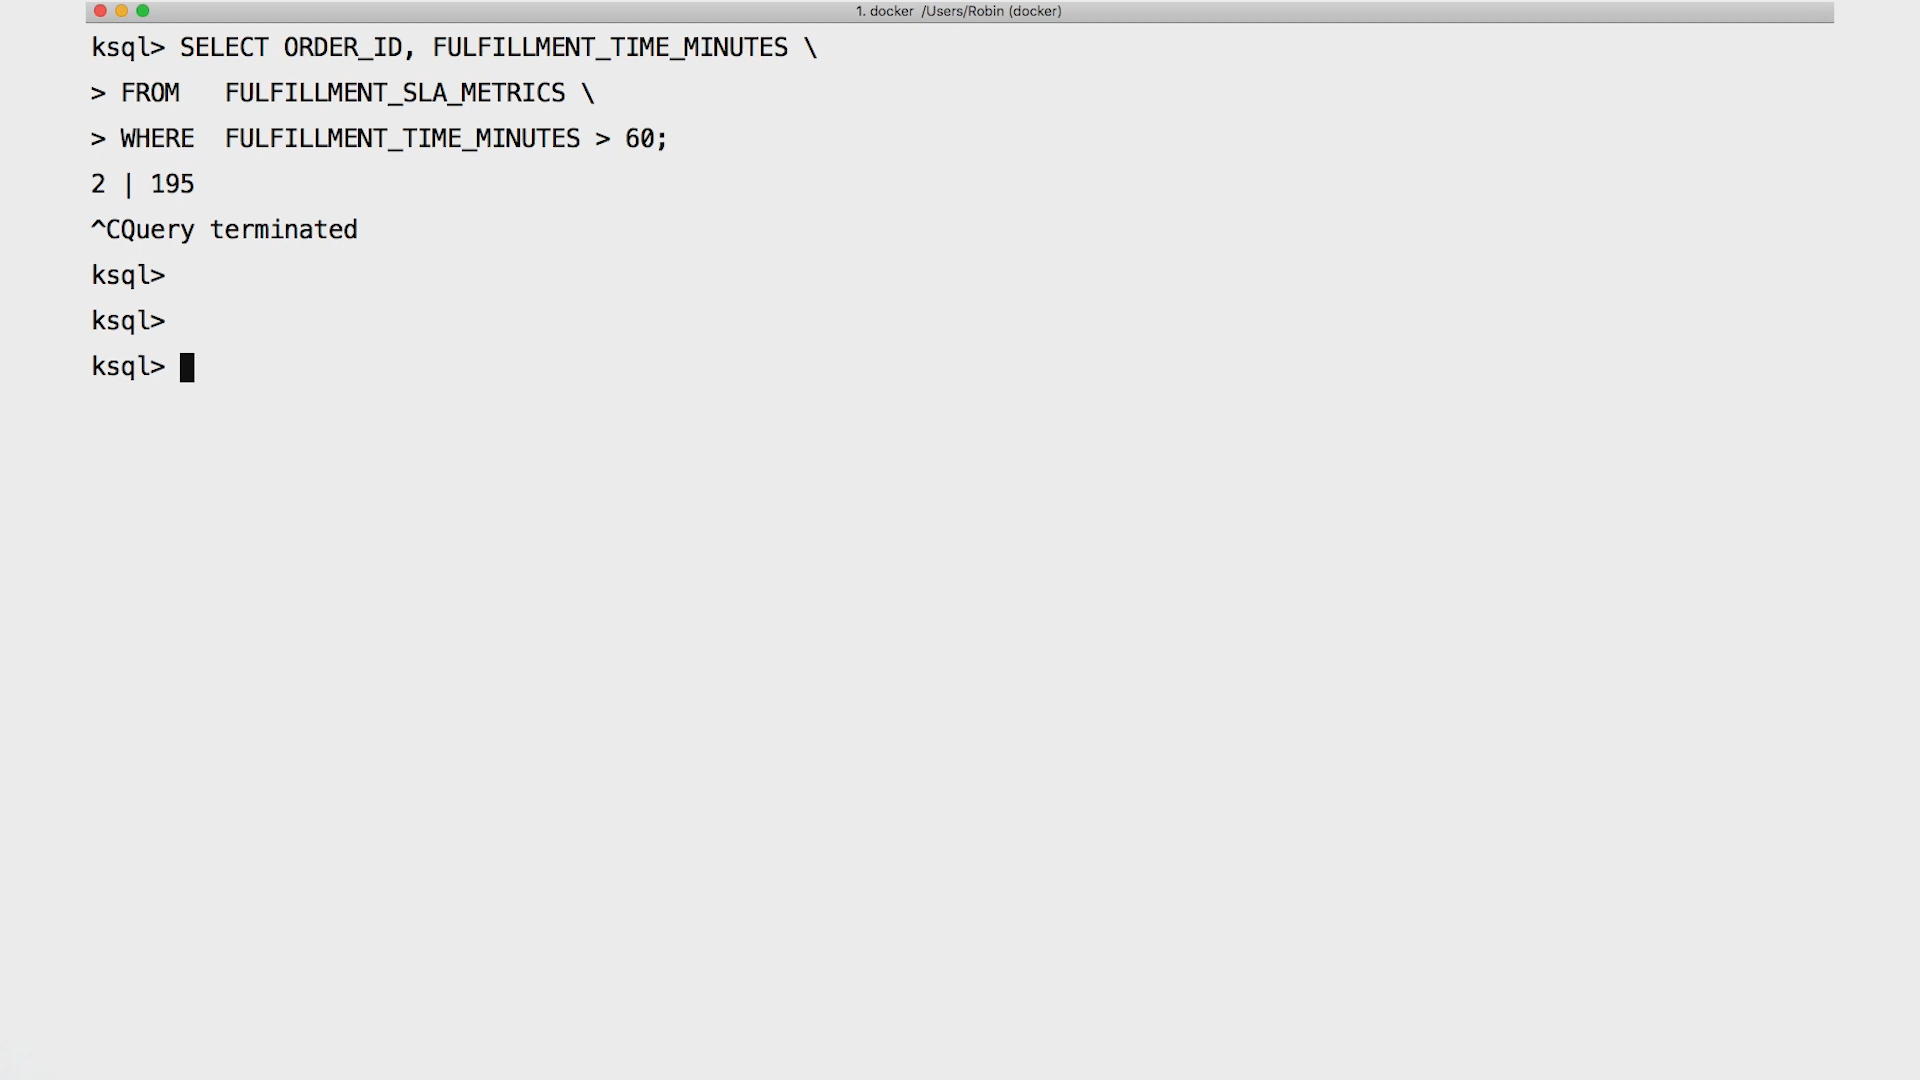 1. docker /Users/Robin (docker)
ksql> SELECT ORDER_ID, FULFILLMENT_TIME_MINUTES \
> FROM   FULFILLMENT_SLA_METRICS \
> WHERE  FULFILLMENT_TIME_MINUTES > 60;
2 | 195
^CQuery terminated
ksql>
ksql>
ksql>